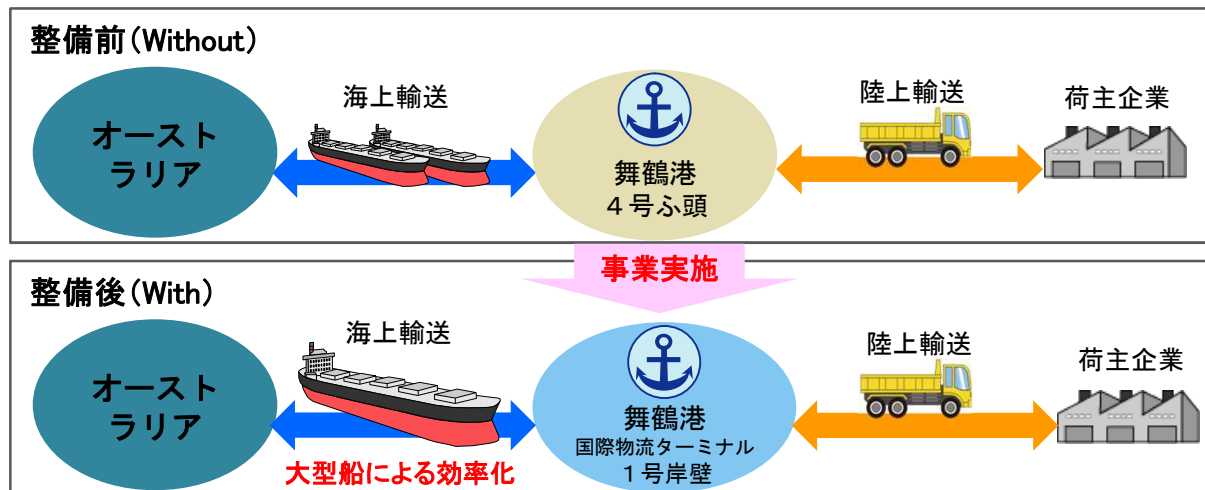 整備前(Without)
オースト
ラリア
海上輸送
舞鶴港
４号ふ頭
陸上輸送
荷主企業
事業実施
整備後(With)
オースト
ラリア
海上輸送
大型船による効率化
舞鶴港
国際物流ターミナル
１号岸壁
陸上輸送
荷主企業